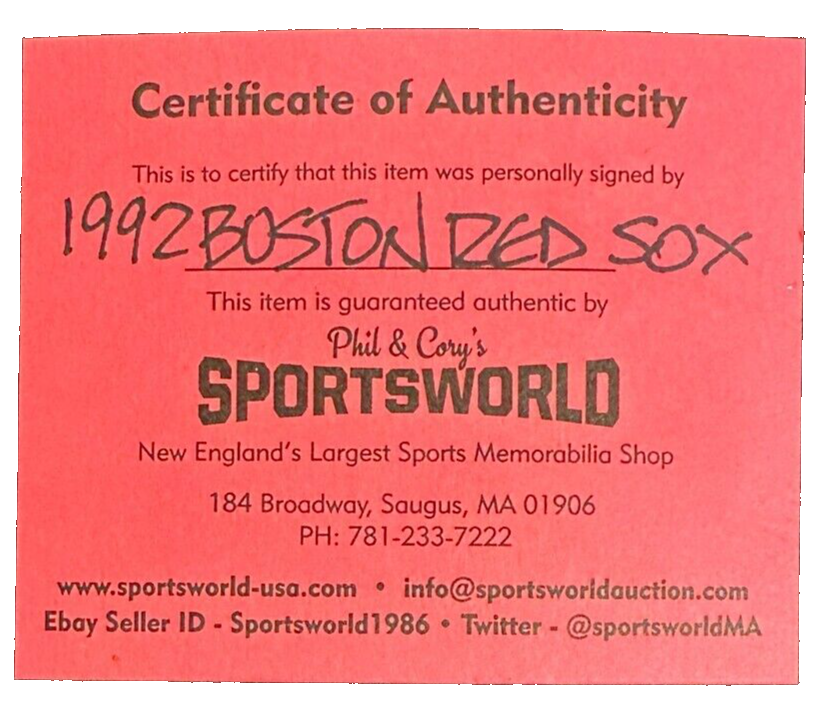 Certificate of Authenticity
This is to certify that this item was personally signed by
1992 BOSTON RED SOX
This item is guaranteed authentic by
Phil & Cory's
SPORTSWORLD
New England's Largest Sports Memorabilia Shop
184 Broadway, Saugus, MA 01906
PH: 781-233-7222
www.sportsworld-usa.com • info@sportsworldauction.com
Ebay Seller ID - Sportsworld1986 • Twitter - @sportsworldMA